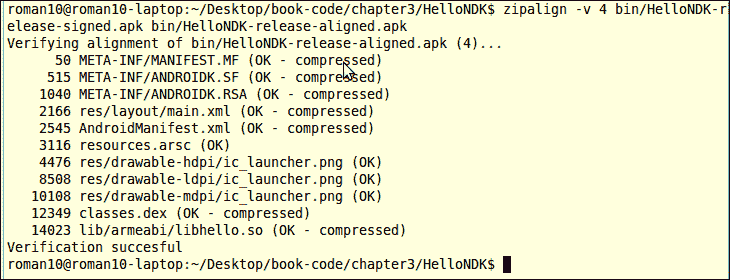 roman10@roman10-laptop:~/Desktop/book-code/chapter3/HelloNDK$ zipalign -v 4 bin/HelloNDK-r
elease-signed.apk bin/HelloNDK-release-aligned.apk
Verifying alignment of bin/HelloNDK-release-aligned.apk (4)...
50 META-INF/MANIFEST.MF (OK - compressed)
515 META-INF/ANDROIDK.SF (OK - compressed)
1040 META-INF/ANDROIDK.RSA (OK - compressed)
2166 res/layout/main.xml (OK - compressed)
2545 AndroidManifest.xml (OK - compressed)
3116 resources.arsc (OK)
4476 res/drawable-hdpi/ic_launcher.png (OK)
8508 res/drawable-ldpi/ic_launcher.png (OK)
10108 res/drawable-mdpi/ic_launcher.png (OK)
12349 classes.dex (OK - compressed)
14023 lib/armeabi/libhello.so (OK - compressed)
Verification succesful
roman10@roman10-laptop:~/Desktop/book-code/chapter3/HelloNDK$